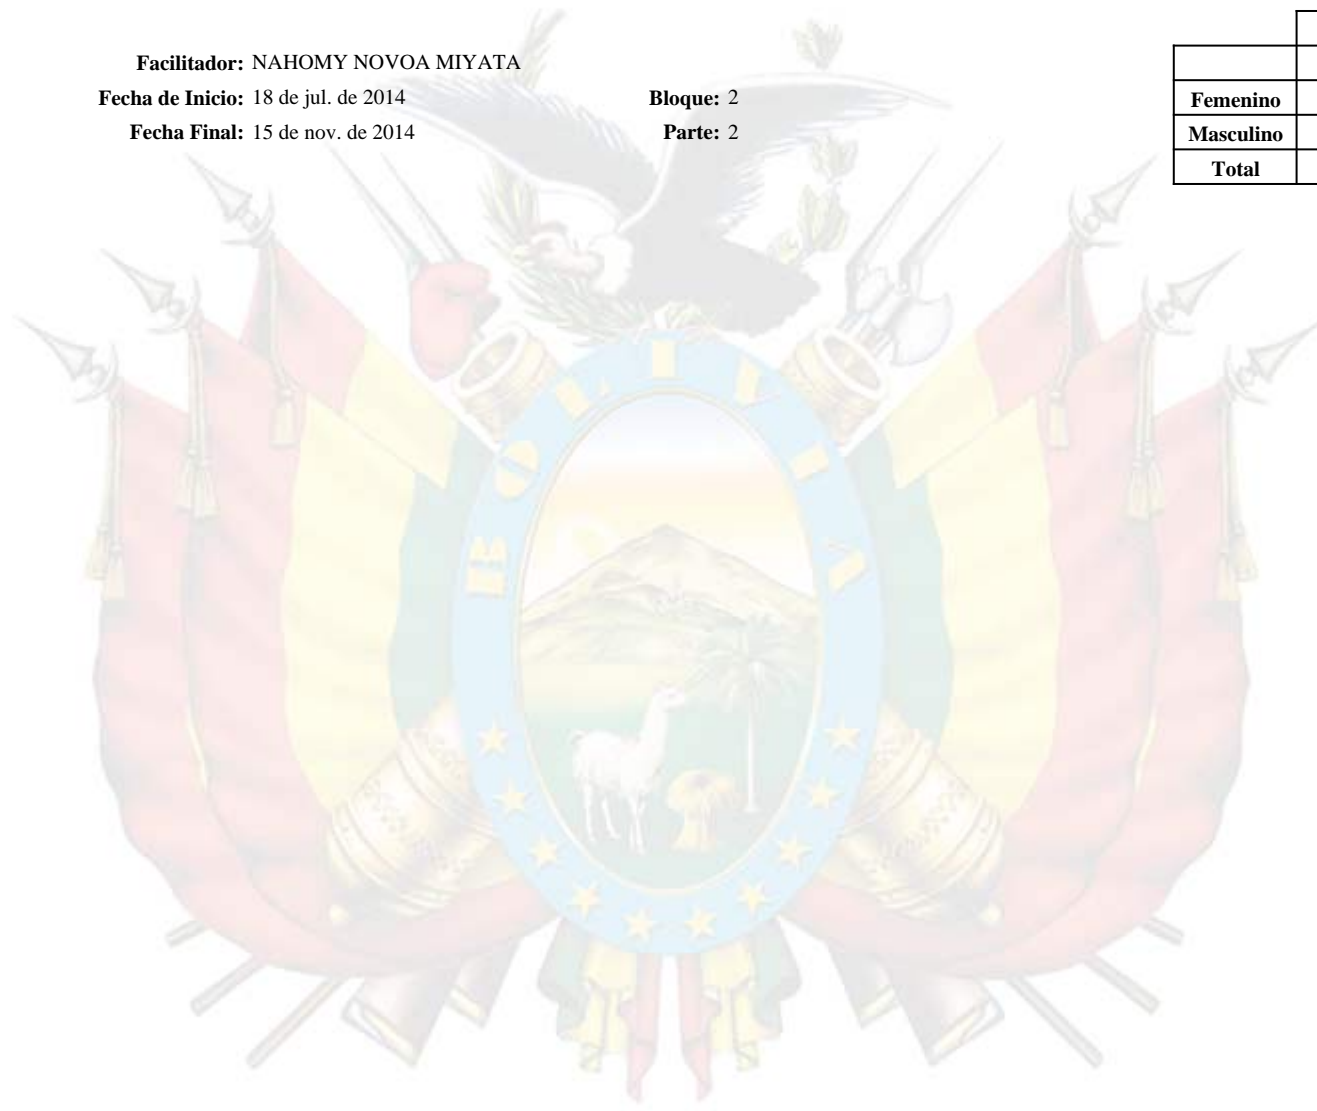 Facilitador: NAHOMY NOVOA MIYATA
Fecha de Inicio: 18 de jul. de 2014 Bloque: 2
Fecha Final: 15 de nov. de 2014 Parte: 2
Femenino
Masculino
Total
BOLIVIA